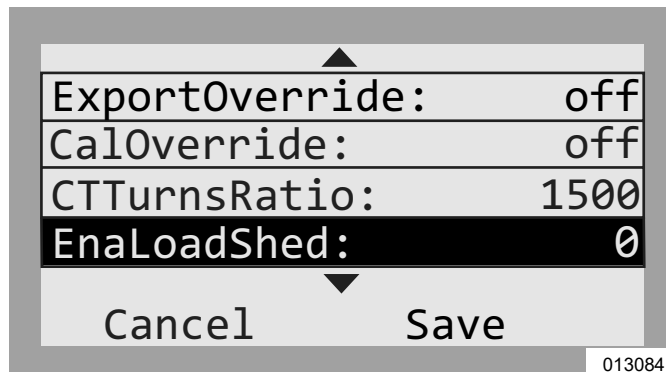 ExportOverride: off
CalOverride: off
CTTurnsRatio: 1500
EnaLoadShed: 0
Cancel Save
013084